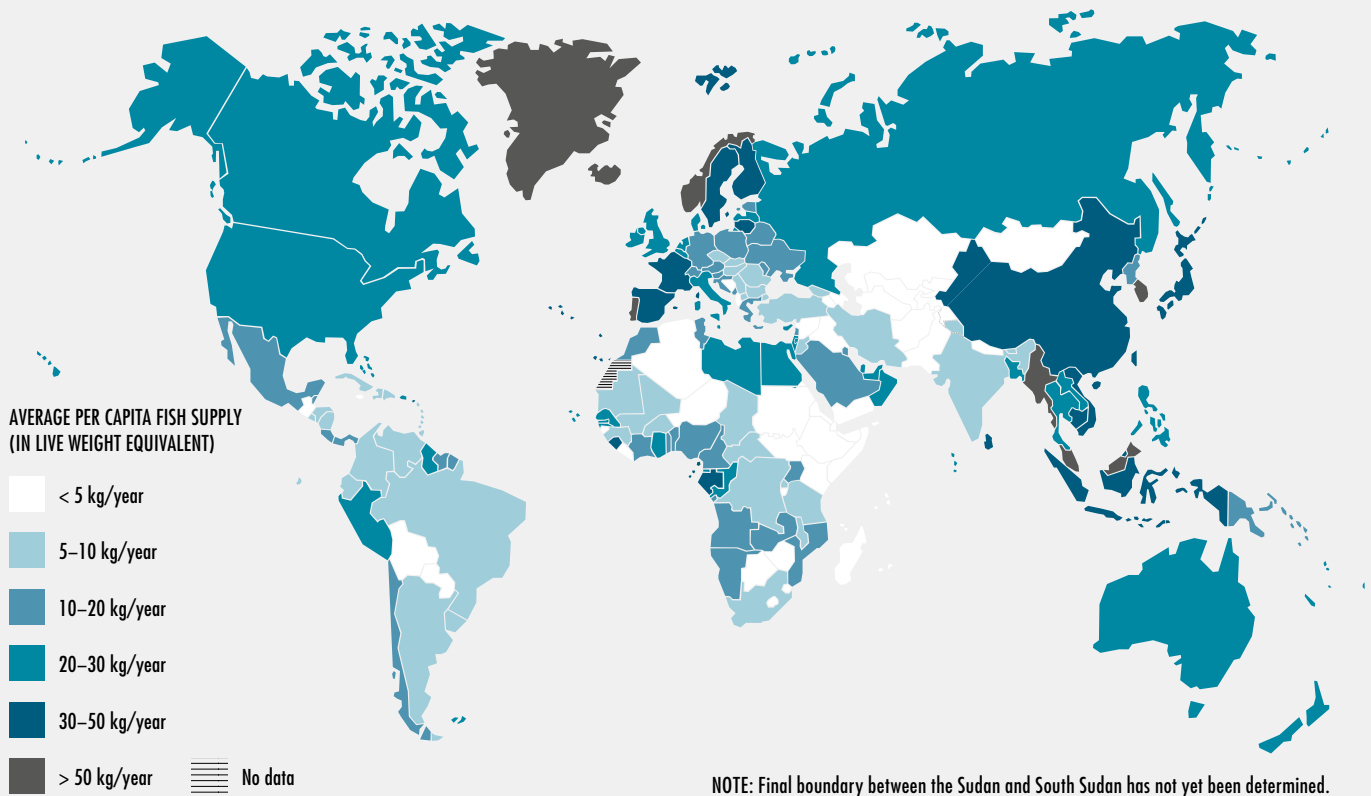 AVERAGE PER CAPITA FISH SUPPLY
(IN LIVE WEIGHT EQUIVALENT)
< 5 kg/year
5–10 kg/year
10–20 kg/year
20–30 kg/year
30–50 kg/year
> 50 kg/year
No data
NOTE: Final boundary between the Sudan and South Sudan has not yet been determined.